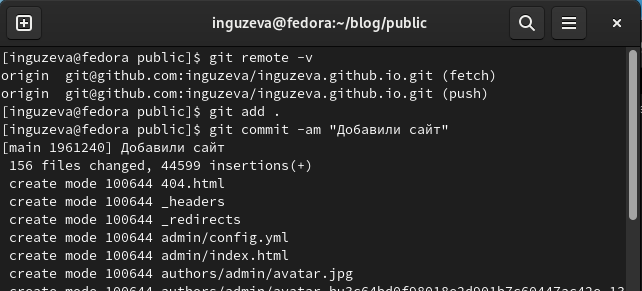 inguzeva@fedora:~/blog/public
[inguzeva@fedora public]$ git remote -v
origin  git@github.com:inguzeva/inguzeva.github.io.git (fetch)
origin  git@github.com:inguzeva/inguzeva.github.io.git (push)
[inguzeva@fedora public]$ git add .
[inguzeva@fedora public]$ git commit -am "Добавили сайт"
[main 1961240] Добавили сайт
 156 files changed, 44599 insertions(+)
 create mode 100644 404.html
 create mode 100644 _headers
 create mode 100644 _redirects
 create mode 100644 admin/config.yml
 create mode 100644 admin/index.html
 create mode 100644 authors/admin/avatar.jpg
 create mode 100644